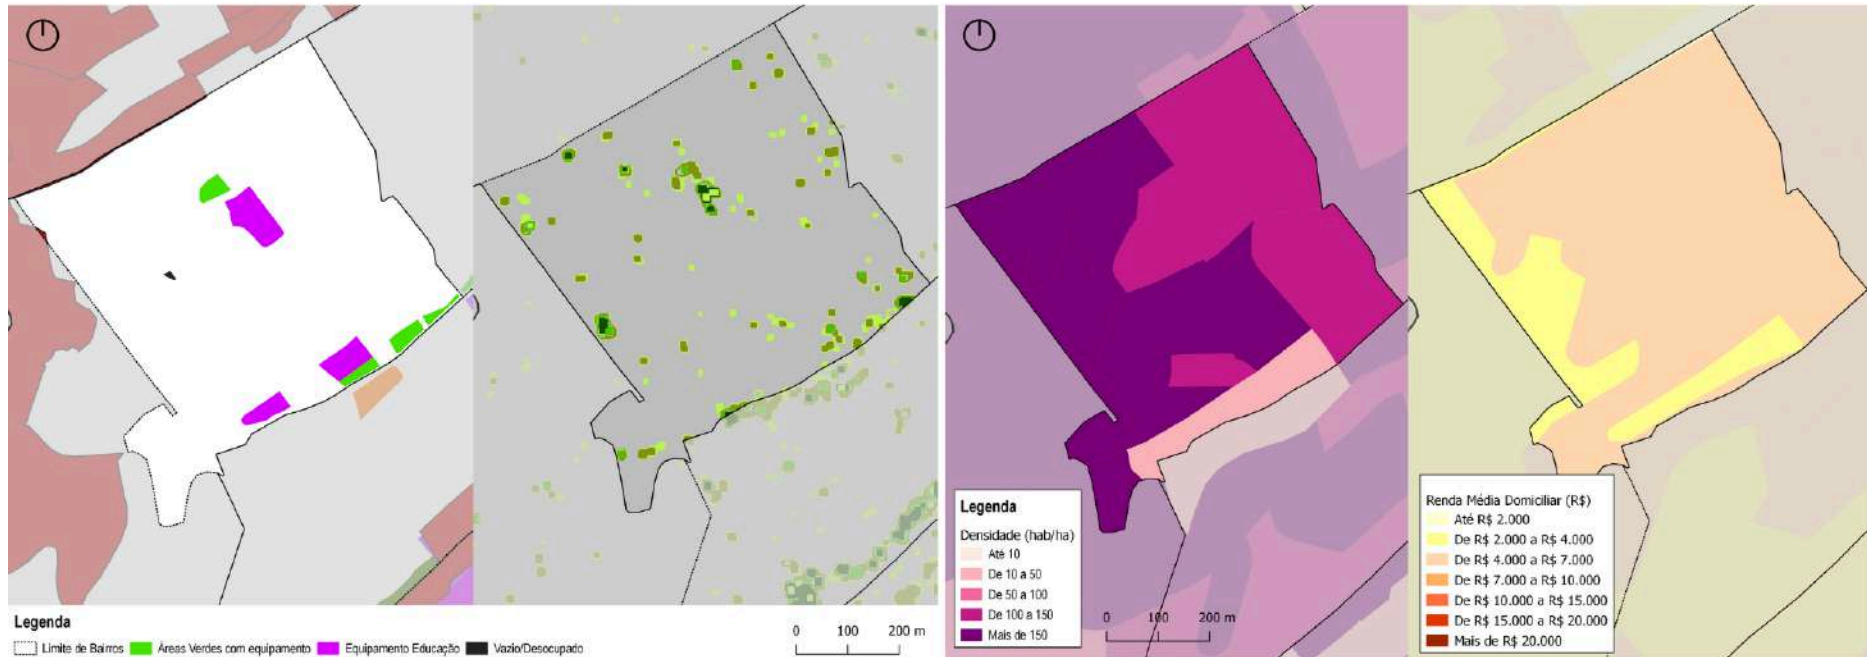 Legenda
Limite de Bairros Áreas Verdes com equipamento Equipamento Educação Vazio/Desocupado
0 100 200 m
Legenda
Densidade (hab/ha)
Até 10
De 10 a 50
De 50 a 100
De 100 a 150
Mais de 150
0 100 200 m
Renda Média Domiciliar (R$)
Até R$ 2.000
De R$ 2.000 a R$ 4.000
De R$ 4.000 a R$ 7.000
De R$ 7.000 a R$ 10.000
De R$ 10.000 a R$ 15.000
De R$ 15.000 a R$ 20.000
Mais de R$ 20.000